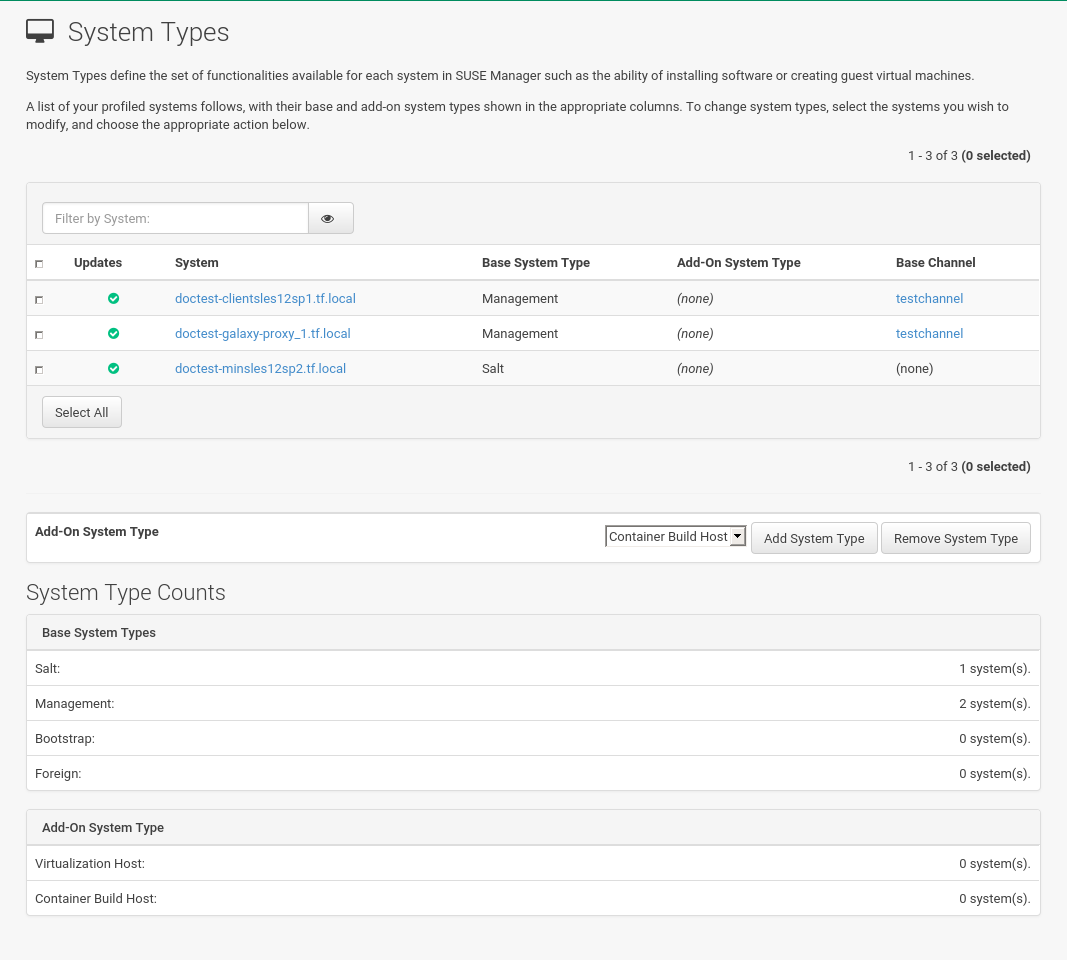 System Types
System Types define the set of functionalities available for each system in SUSE Manager such as the ability of installing software or creating guest virtual machines.
A list of your profiled systems follows, with their base and add-on system types shown in the appropriate columns. To change system types, select the systems you wish to
modify, and choose the appropriate action below.
1 - 3 of 3 (0 selected)
Filter by System:
Updates System Base System Type Add-On System Type Base Channel
doctest-clientsles12sp1.tf.local Management (none) testchannel
doctest-galaxy-proxy_1.tf.local Management (none) testchannel
doctest-minsles12sp2.tf.local Salt (none) (none)
Select All
1 - 3 of 3 (0 selected)
Add-On System Type Container Build Host Add System Type Remove System Type
System Type Counts
Base System Types
Salt: 1 system(s).
Management: 2 system(s).
Bootstrap: 0 system(s).
Foreign: 0 system(s).
Add-On System Type
Virtualization Host: 0 system(s).
Container Build Host: 0 system(s).